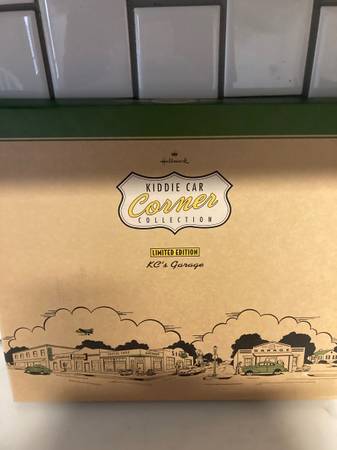 Hallmark
KIDDIE CAR
Corner
COLLECTION
LIMITED EDITION
KC's Garage